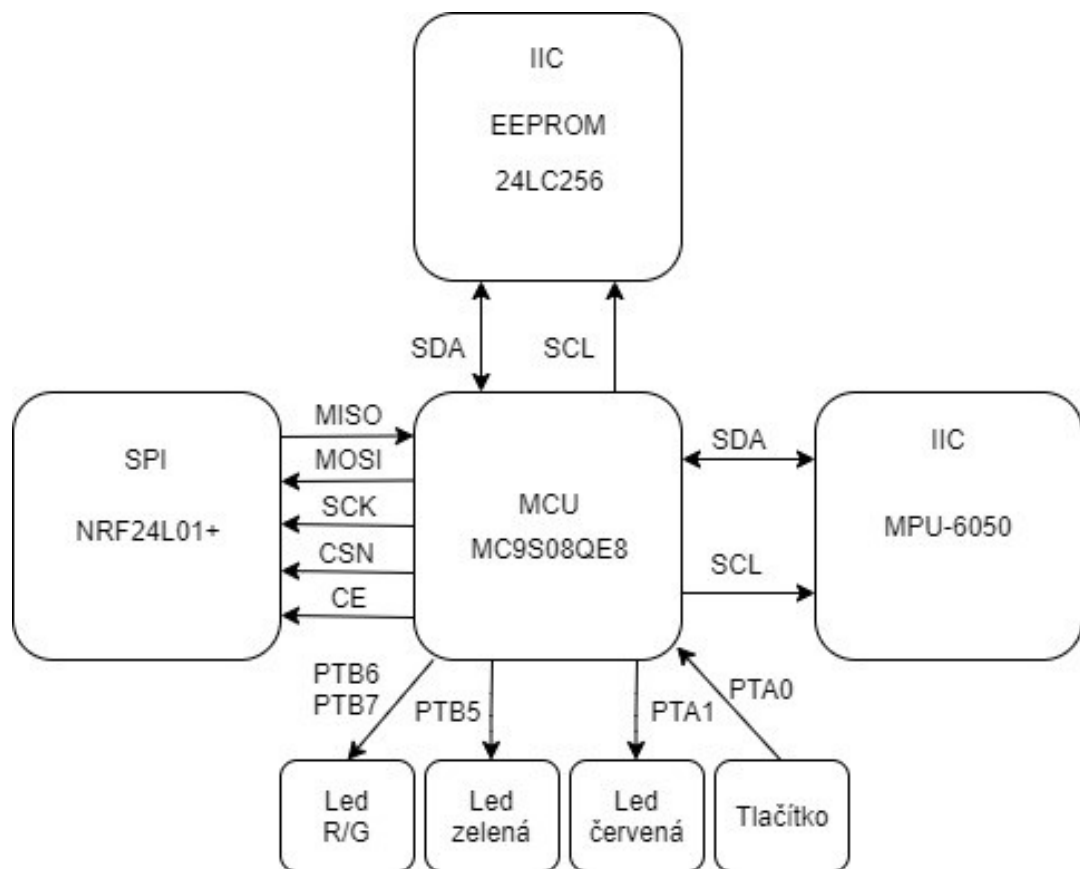 IIC
EEPROM
24LC256
SDA
SCL
SPI
NRF24L01+
MISO
MOSI
SCK
CSN
CE
MCU
MC9S08QE8
SDA
SCL
IIC
MPU-6050
PTB6
PTB7
PTB5
PTA1
PTA0
Led
R/G
Led
zelená
Led
červená
Tlačítko